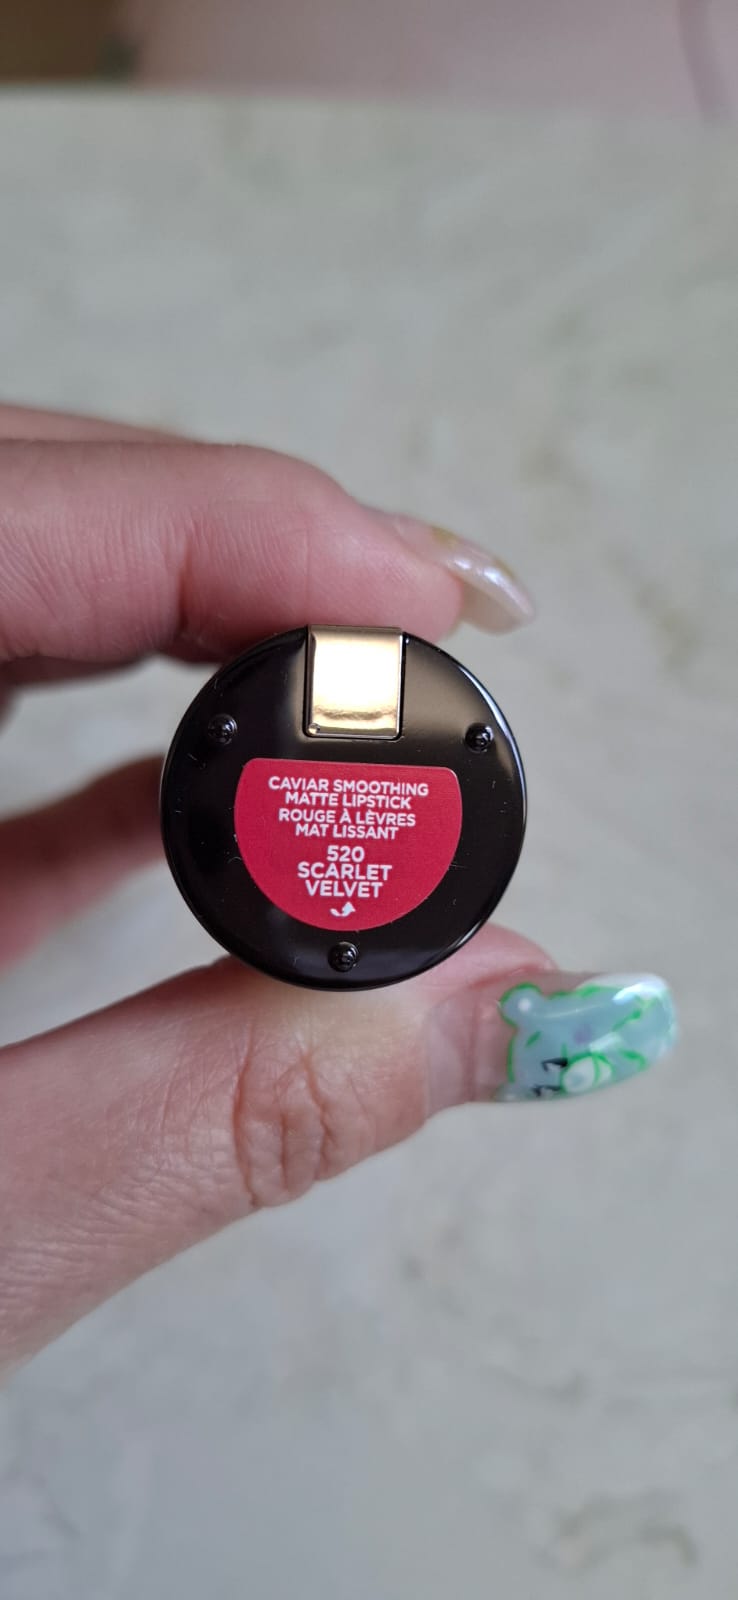 CAVIAR SMOOTHING
MATTE LIPSTICK
ROUGE À LÈVRES
MAT LISSANT
520
SCARLET
VELVET